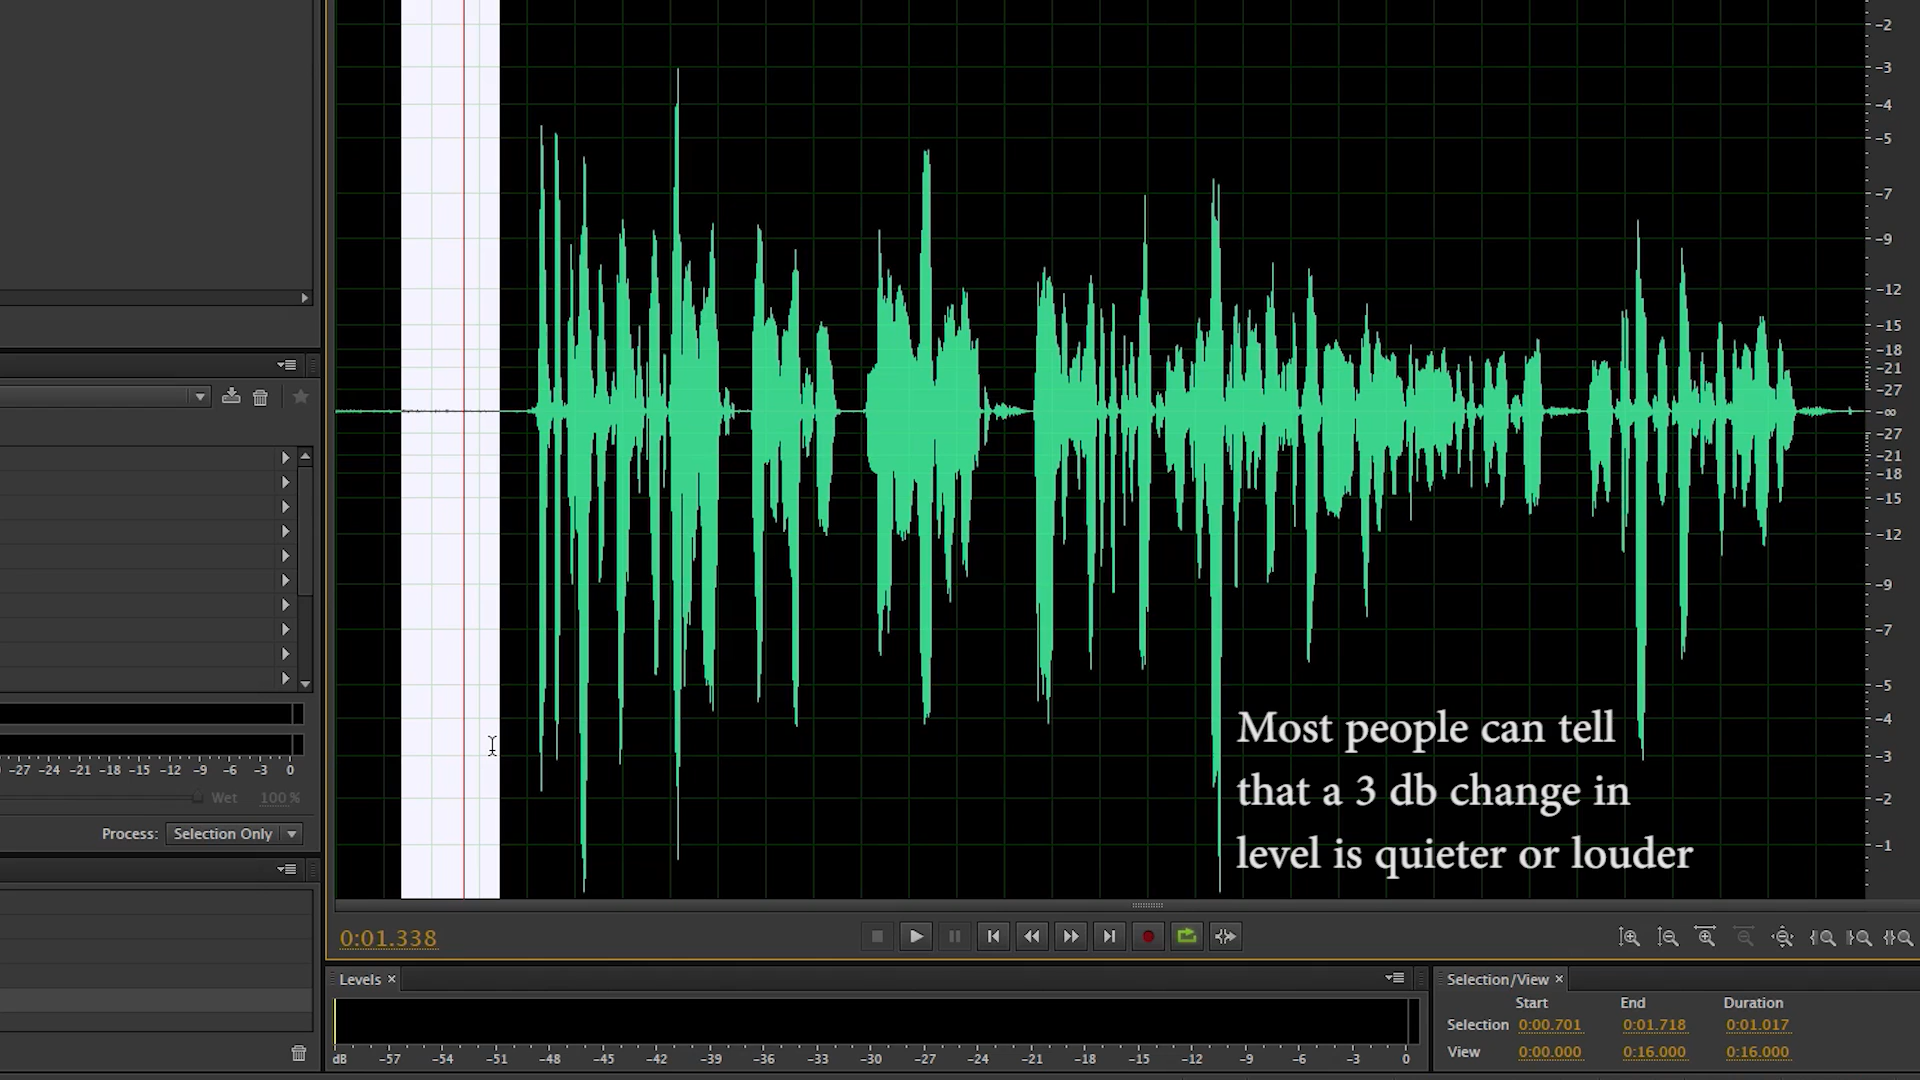 -2
-3
-4
-5
-7
-9
-12
-15
-18
-21
-27
-∞
-27
-21
-18
-15
-12
-9
-7
-5
-4
-3
-2
-1
-27 -24 -21 -18 -15 -12 -9 -6 -3 0
Wet 100 %
Process: Selection Only
Most people can tell
that a 3 db change in
level is quieter or louder
0:01.338
Levels ×
dB -57 -54 -51 -48 -45 -42 -39 -36 -33 -30 -27 -24 -21 -18 -15 -12 -9 -6 -3 0
Selection/View ×
Start End Duration
Selection 0:00.701 0:01.718 0:01.017
View 0:00.000 0:16.000 0:16.000